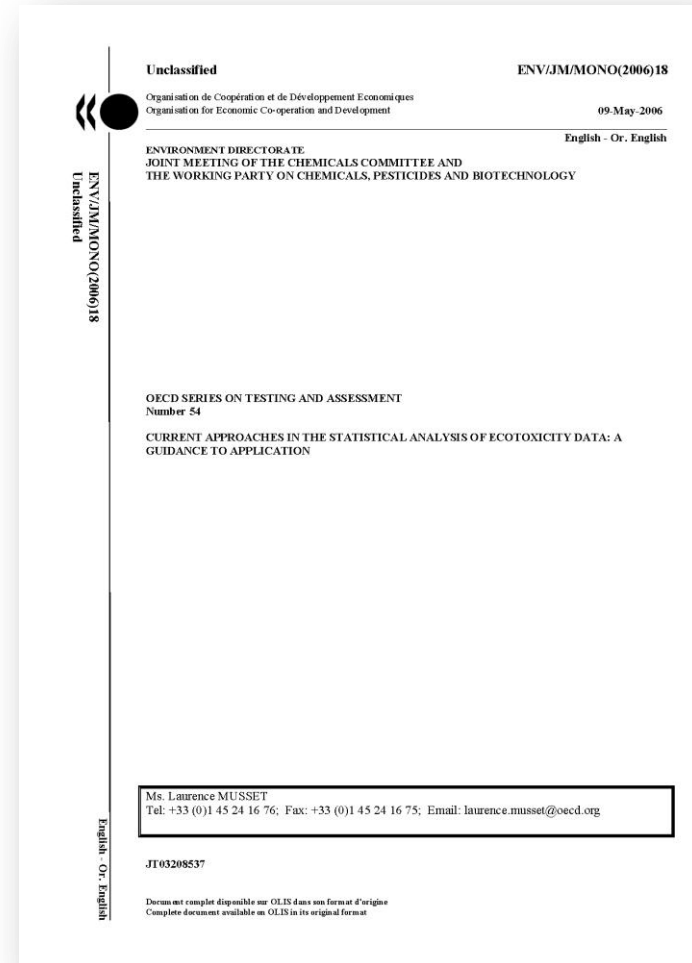 Unclassified
ENV/JM/MONO(2006)18
Organisation de Coopération et de Développement Economiques
Organisation for Economic Co-operation and Development
09-May-2006
English - Or. English
ENVIRONMENT DIRECTORATE
JOINT MEETING OF THE CHEMICALS COMMITTEE AND
THE WORKING PARTY ON CHEMICALS, PESTICIDES AND BIOTECHNOLOGY
ENV/JM/MONO(2006)18
Unclassified
OECD SERIES ON TESTING AND ASSESSMENT
Number 54
CURRENT APPROACHES IN THE STATISTICAL ANALYSIS OF ECOTOXICITY DATA: A
GUIDANCE TO APPLICATION
Ms. Laurence MUSSET
Tel: +33 (0)1 45 24 16 76; Fax: +33 (0)1 45 24 16 75; Email: laurence.musset@oecd.org
English - Or. English
JT03208537
Document complet disponible sur OLIS dans son format d'origine
Complete document available on OLIS in its original format